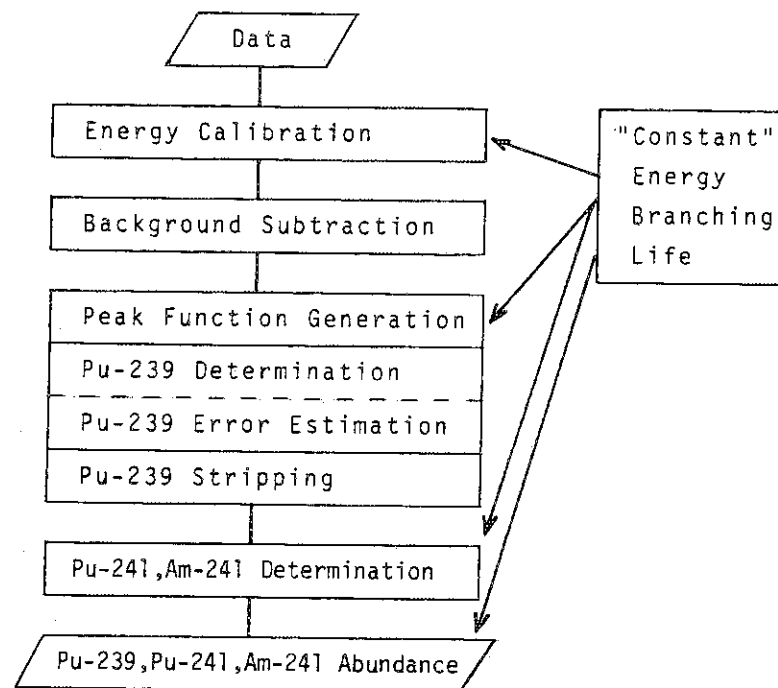 Data
Energy Calibration
Background Subtraction
Peak Function Generation
Pu-239 Determination
Pu-239 Error Estimation
Pu-239 Stripping
Pu-241,Am-241 Determination
Pu-239,Pu-241,Am-241 Abundance
"Constant"
Energy
Branching
Life